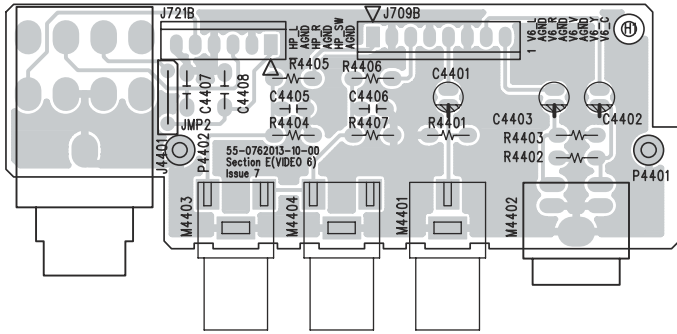 J721B
HP_L
AGND
HP_R
AGND
HP_SW
AGND
J709B
1
V6_L
AGND
V6_R
AGND
V6_V
AGND
V6_Y
V6_C
R4405
R4406
C4407
C4408
C4405
C4406
C4401
C4403
C4402
R4404
R4407
R4401
R4403
R4402
JMP2
J4401
P4402
P4401
55-0762013-10-00
Section E(VIDEO 6)
Issue 7
M4403
M4404
M4401
M4402